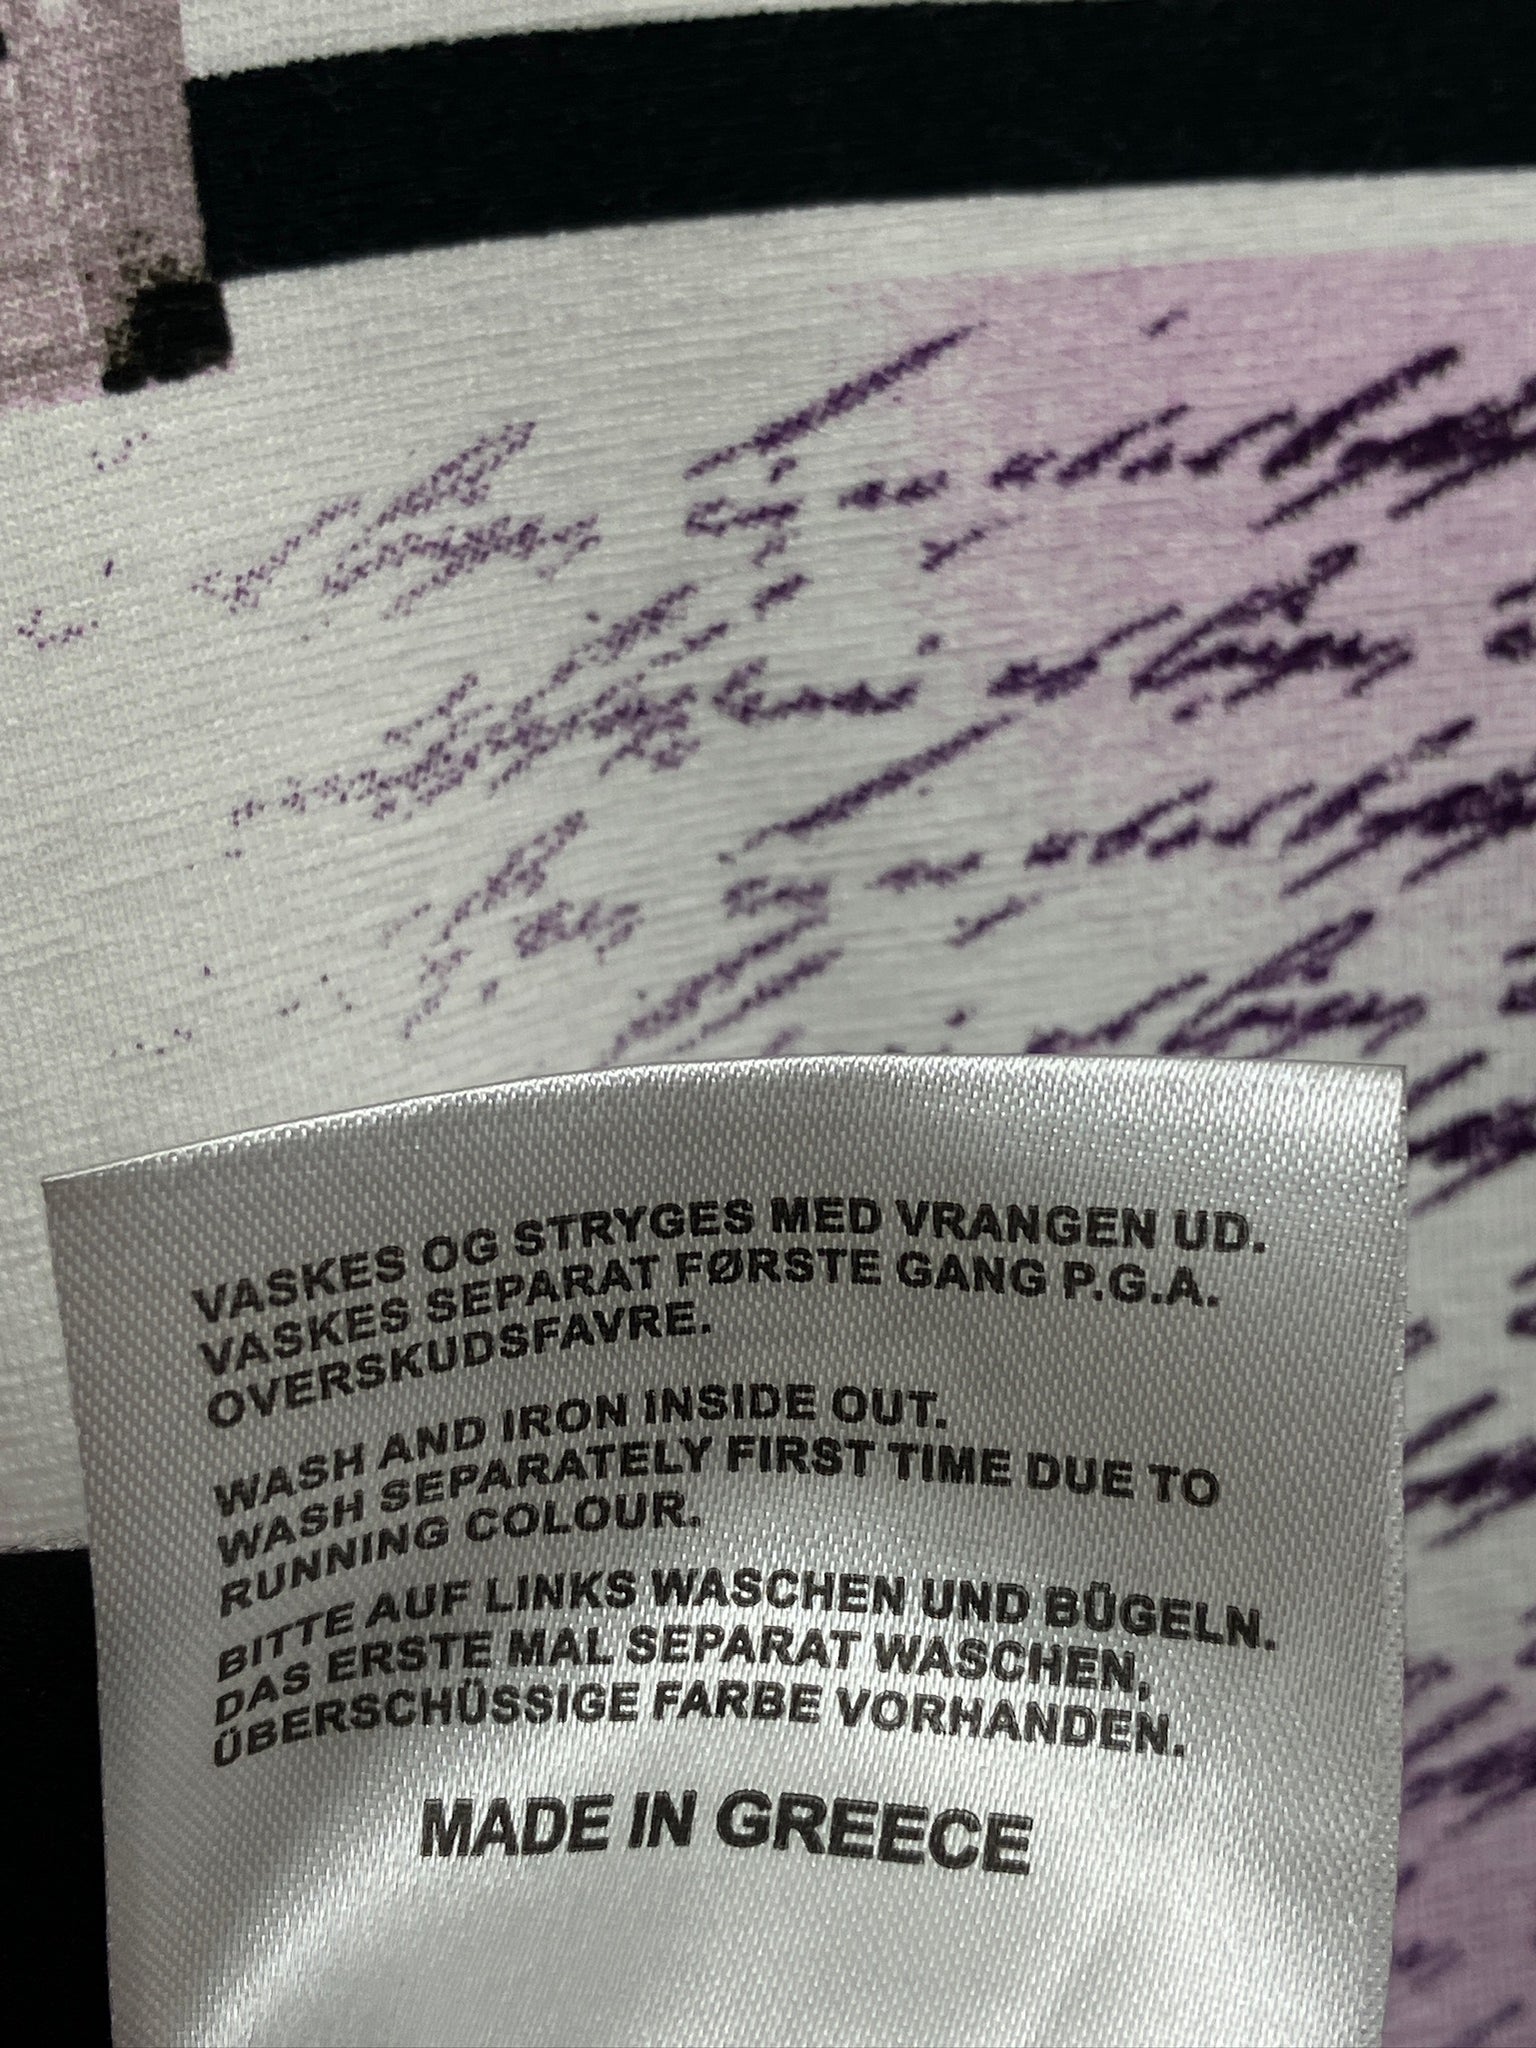 VASKES OG STRYGES MED VRANGEN UD.
VASKES SEPARAT FØRSTE GANG P.G.A.
OVERSKUDSFAVRE.
WASH AND IRON INSIDE OUT.
WASH SEPARATELY FIRST TIME DUE TO
RUNNING COLOUR.
BITTE AUF LINKS WASCHEN UND BÜGELN.
DAS ERSTE MAL SEPARAT WASCHEN,
ÜBERSCHÜSSIGE FARBE VORHANDEN.
MADE IN GREECE